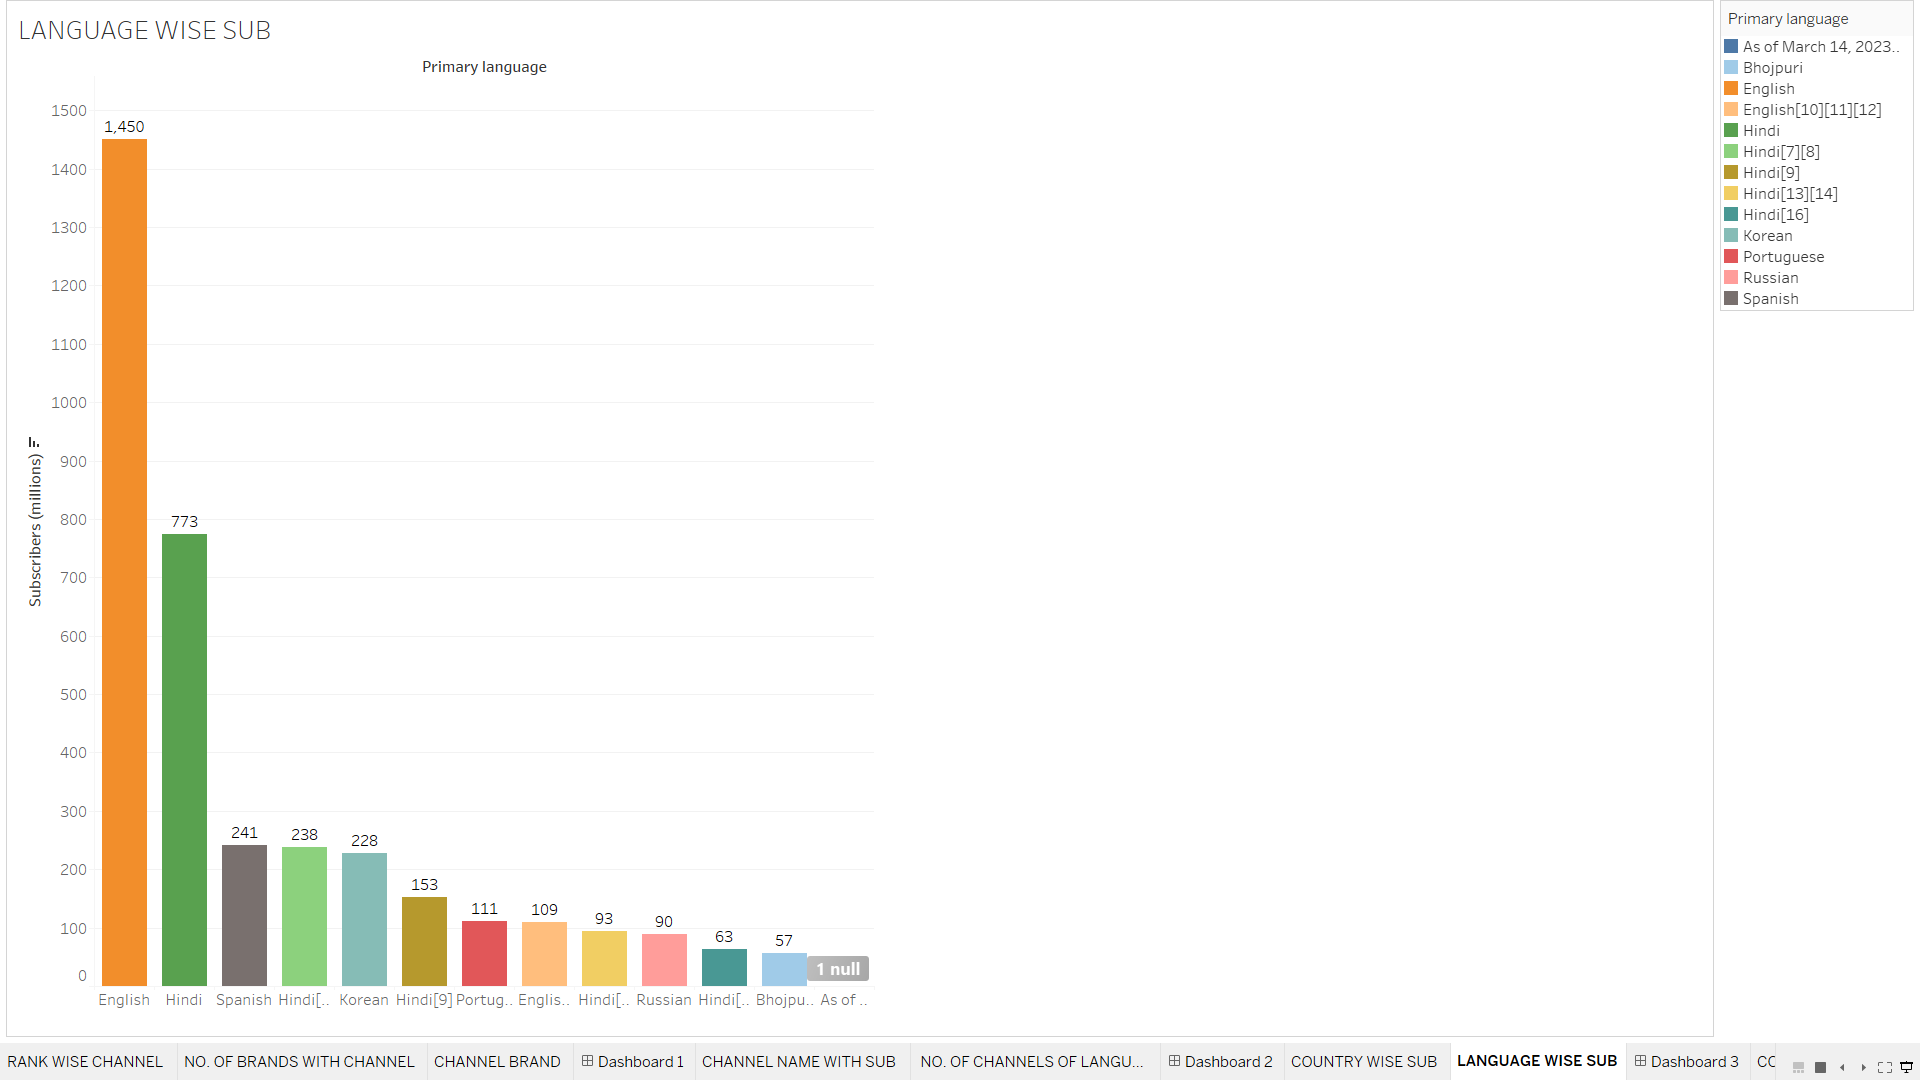 LANGUAGE WISE SUB
Primary language
1500
1400
1300
1200
1100
1000
900
800
700
600
500
400
300
200
100
0
Subscribers (millions)
1,450
773
241
238
228
153
111
109
93
90
63
57
1 null
English
Hindi
Spanish
Hindi[..
Korean
Hindi[9]
Portug..
Englis..
Hindi[..
Russian
Hindi[..
Bhojpu..
As of ..
Primary language
As of March 14, 2023..
Bhojpuri
English
English[10][11][12]
Hindi
Hindi[7][8]
Hindi[9]
Hindi[13][14]
Hindi[16]
Korean
Portuguese
Russian
Spanish
RANK WISE CHANNEL
NO. OF BRANDS WITH CHANNEL
CHANNEL BRAND
Dashboard 1
CHANNEL NAME WITH SUB
NO. OF CHANNELS OF LANGU...
Dashboard 2
COUNTRY WISE SUB
LANGUAGE WISE SUB
Dashboard 3